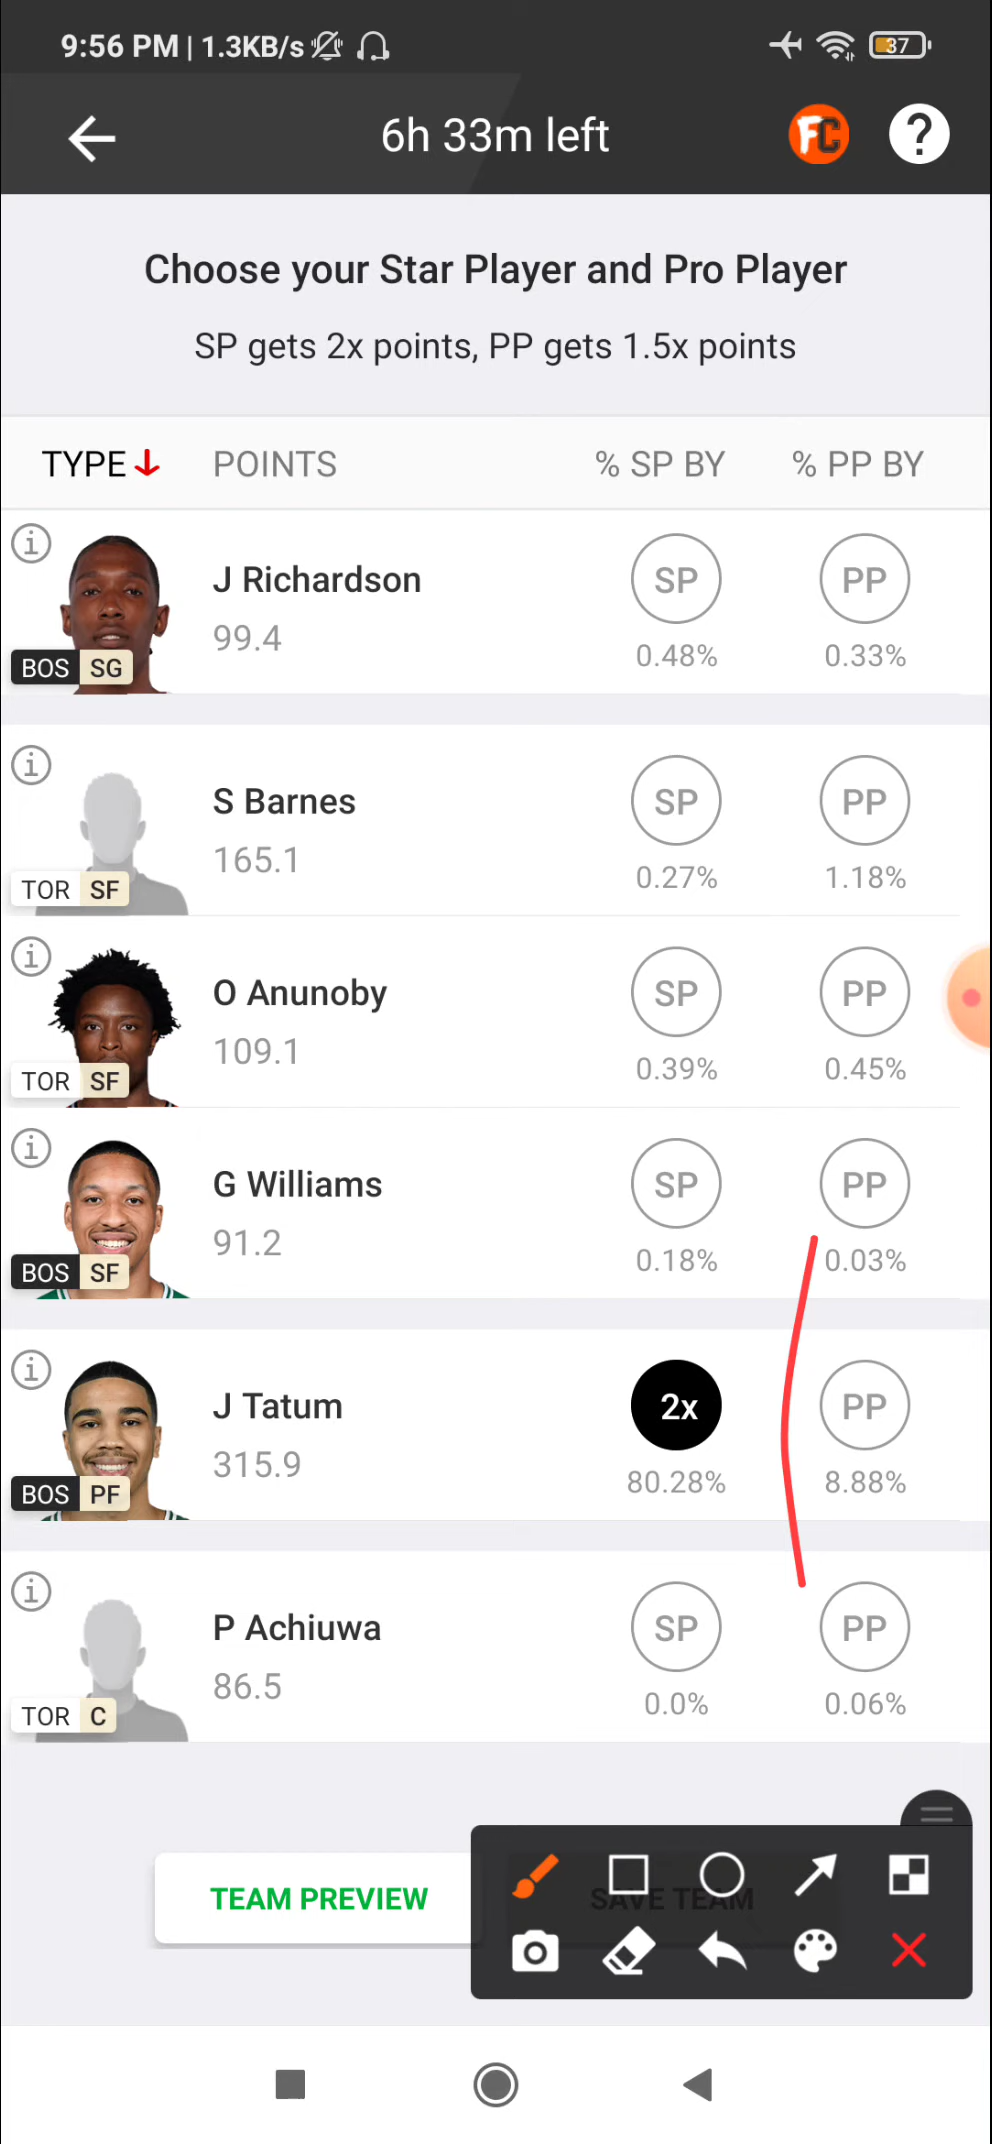 9:56 PM | 1.3KB/s
37
6h 33m left
FC
?
Choose your Star Player and Pro Player
SP gets 2x points, PP gets 1.5x points
TYPE POINTS % SP BY % PP BY
J Richardson SP PP
99.4 0.48% 0.33%
BOS SG
S Barnes SP PP
165.1 0.27% 1.18%
TOR SF
O Anunoby SP PP
109.1 0.39% 0.45%
TOR SF
G Williams SP PP
91.2 0.18% 0.03%
BOS SF
J Tatum 2x PP
315.9 80.28% 8.88%
BOS PF
P Achiuwa SP PP
86.5 0.0% 0.06%
TOR C
TEAM PREVIEW SAVE TEAM